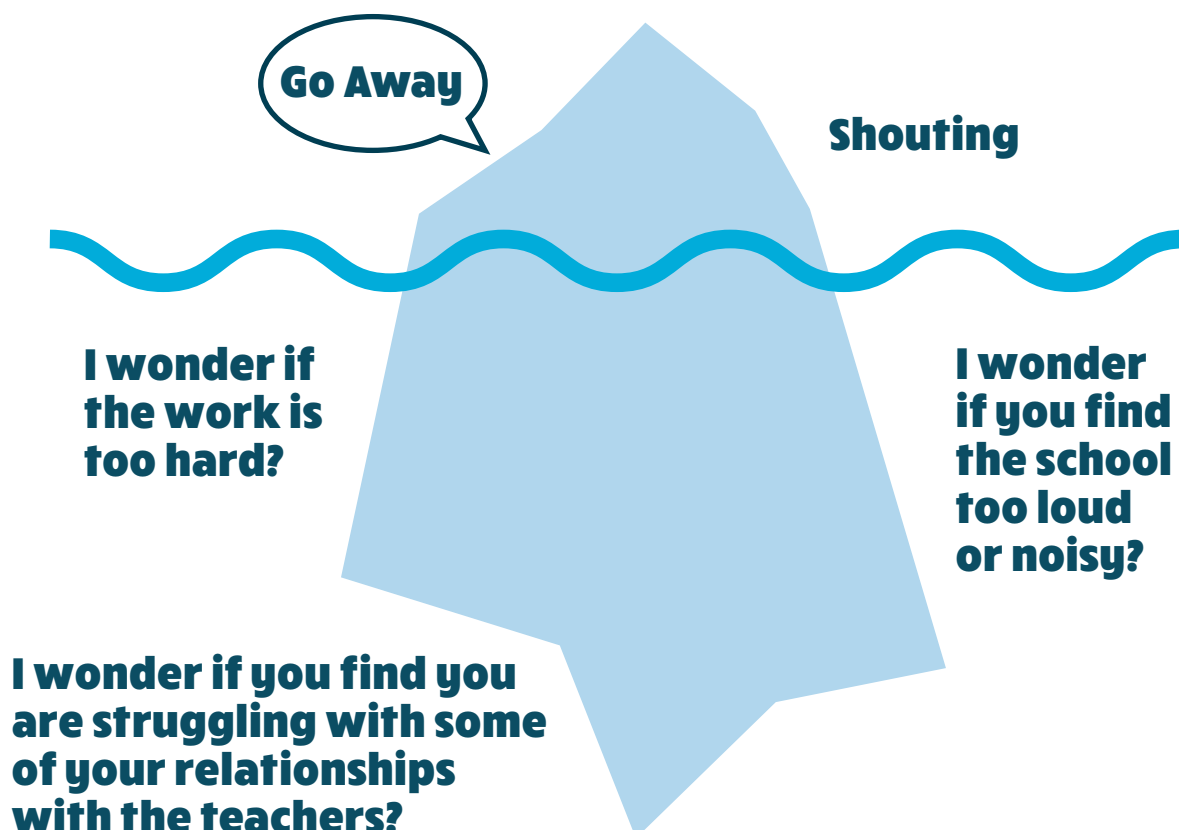 Go Away
Shouting
I wonder if
the work is
too hard?
I wonder
if you find
the school
too loud
or noisy?
I wonder if you find you
are struggling with some
of your relationships
with the teachers?